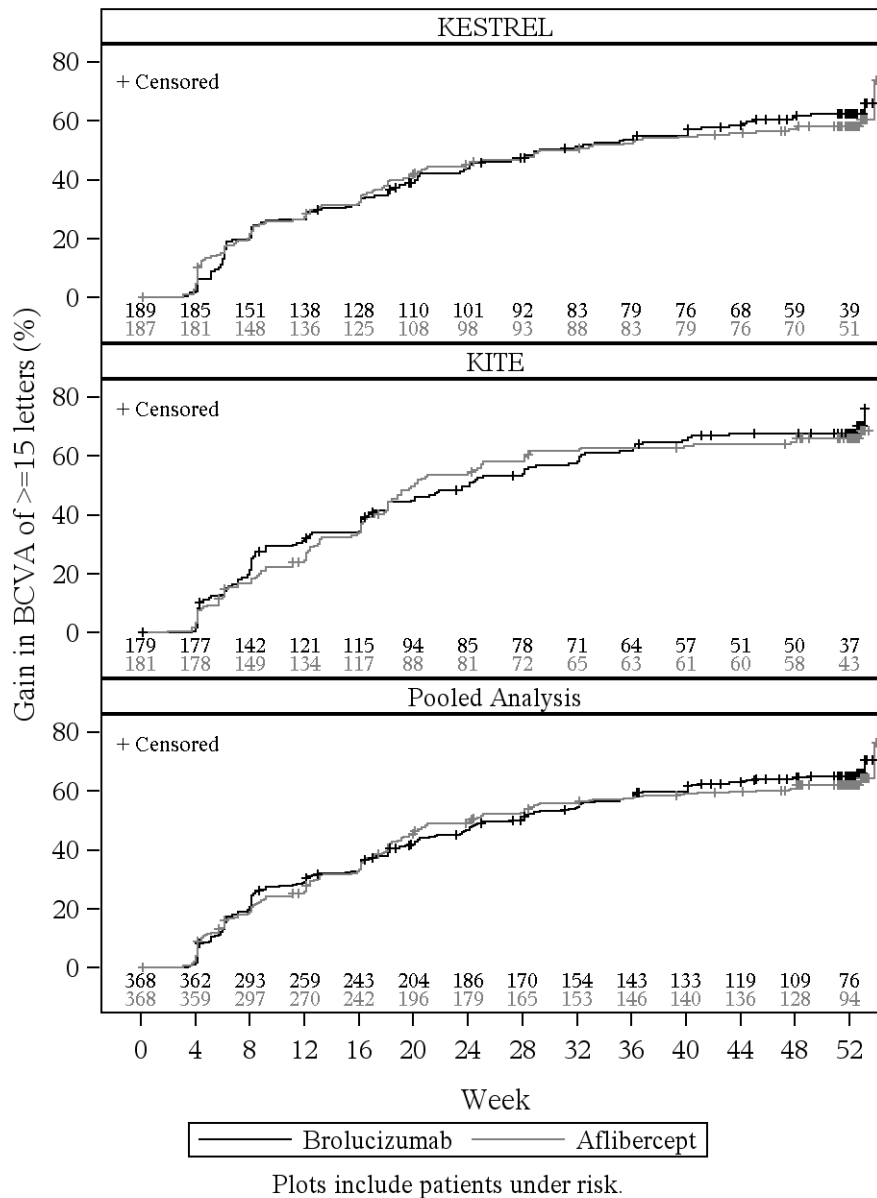 KESTREL
80
+ Censored
60
40
20
0
189 185 151 138 128 110 101 92 83 79 76 68 59 39
187 181 148 136 125 108 98 93 88 83 79 76 70 51
KITE
80
+ Censored
60
40
20
0
179 177 142 121 115 94 85 78 71 64 57 51 50 37
181 178 149 134 117 88 81 72 65 63 61 60 58 43
Gain in BCVA of >=15 letters (%)
Pooled Analysis
80
+ Censored
60
40
20
0
368 362 293 259 243 204 186 170 154 143 133 119 109 76
368 359 297 270 242 196 179 165 153 146 140 136 128 94
0 4 8 12 16 20 24 28 32 36 40 44 48 52
Week
Brolucizumab Aflibercept
Plots include patients under risk.